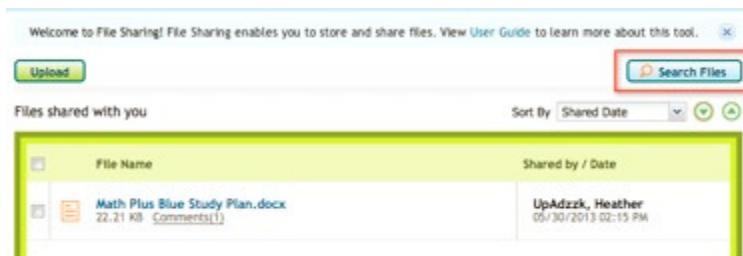 Welcome to File Sharing! File Sharing enables you to store and share files. View User Guide to learn more about this tool.
Upload
Search Files
Files shared with you
Sort By Shared Date
File Name Shared by / Date
Math Plus Blue Study Plan.docx UpAdzzk, Heather
22.21 KB Comments(1) 05/30/2013 02:15 PM